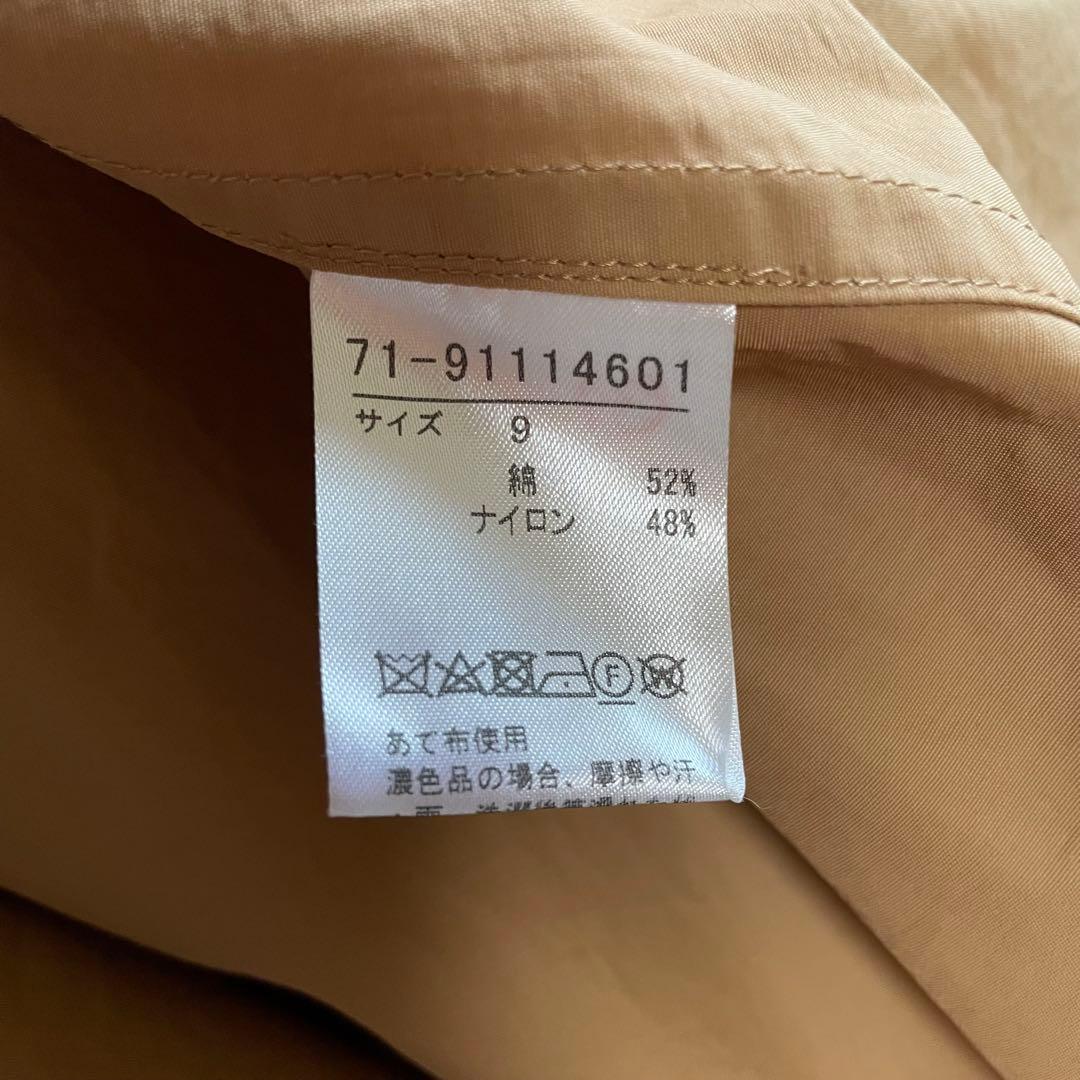 71-91114601
サイズ 9
綿 52%
ナイロン 48%
F
W
あて布使用
濃色品の場合、摩擦や汗